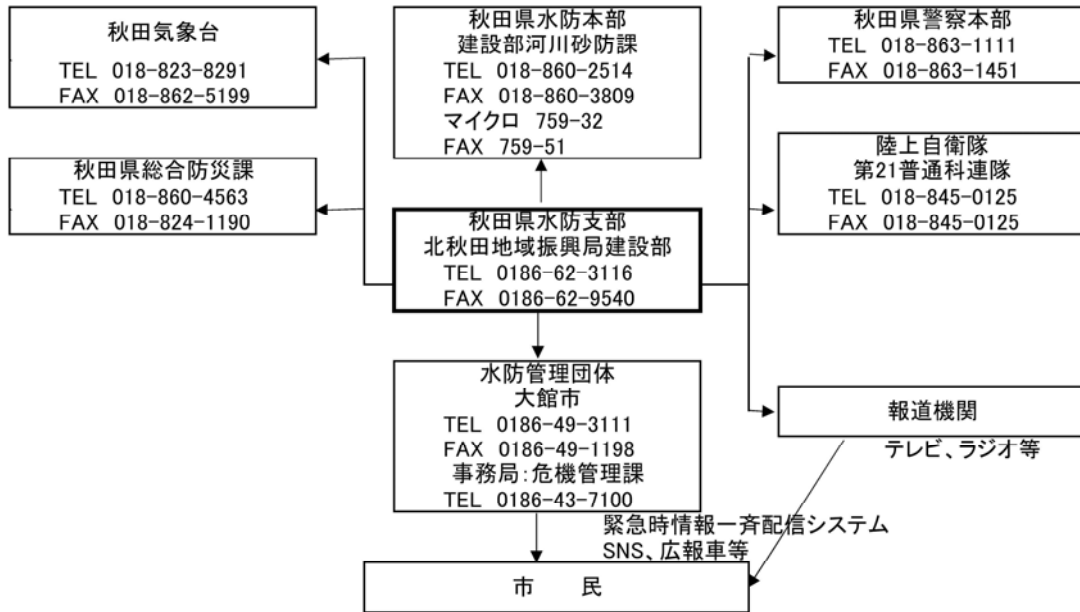 秋田気象台
TEL 018-823-8291
FAX 018-862-5199
秋田県水防本部
建設部河川砂防課
TEL 018-860-2514
FAX 018-860-3809
マイクロ 759-32
FAX 759-51
秋田県警察本部
TEL 018-863-1111
FAX 018-863-1451
秋田県総合防災課
TEL 018-860-4563
FAX 018-824-1190
陸上自衛隊
第21普通科連隊
TEL 018-845-0125
FAX 018-845-0125
秋田県水防支部
北秋田地域振興局建設部
TEL 0186-62-3116
FAX 0186-62-9540
水防管理団体
大館市
TEL 0186-49-3111
FAX 0186-49-1198
事務局:危機管理課
TEL 0186-43-7100
報道機関
テレビ、ラジオ等
緊急時情報一斉配信システム
SNS、広報車等
市 民